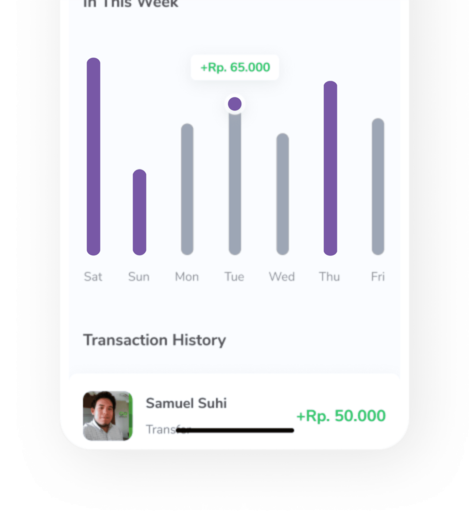 In This Week
+Rp. 65.000
Sat Sun Mon Tue Wed Thu Fri
Transaction History
Samuel Suhi
+Rp. 50.000
Transfer